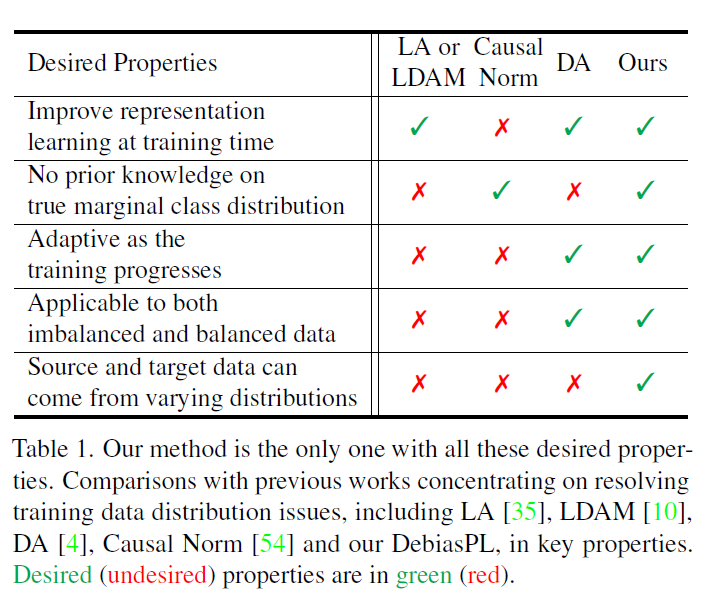 Desired Properties LA or LDAM Causal Norm DA Ours
Improve representation
learning at training time ✓ ✗ ✓ ✓
No prior knowledge on
true marginal class distribution ✗ ✓ ✗ ✓
Adaptive as the
training progresses ✗ ✗ ✓ ✓
Applicable to both
imbalanced and balanced data ✗ ✗ ✓ ✓
Source and target data can
come from varying distributions ✗ ✗ ✗ ✓
Table 1. Our method is the only one with all these desired proper-
ties. Comparisons with previous works concentrating on resolving
training data distribution issues, including LA [35], LDAM [10],
DA [4], Causal Norm [54] and our DebiasPL, in key properties.
Desired (undesired) properties are in green (red).